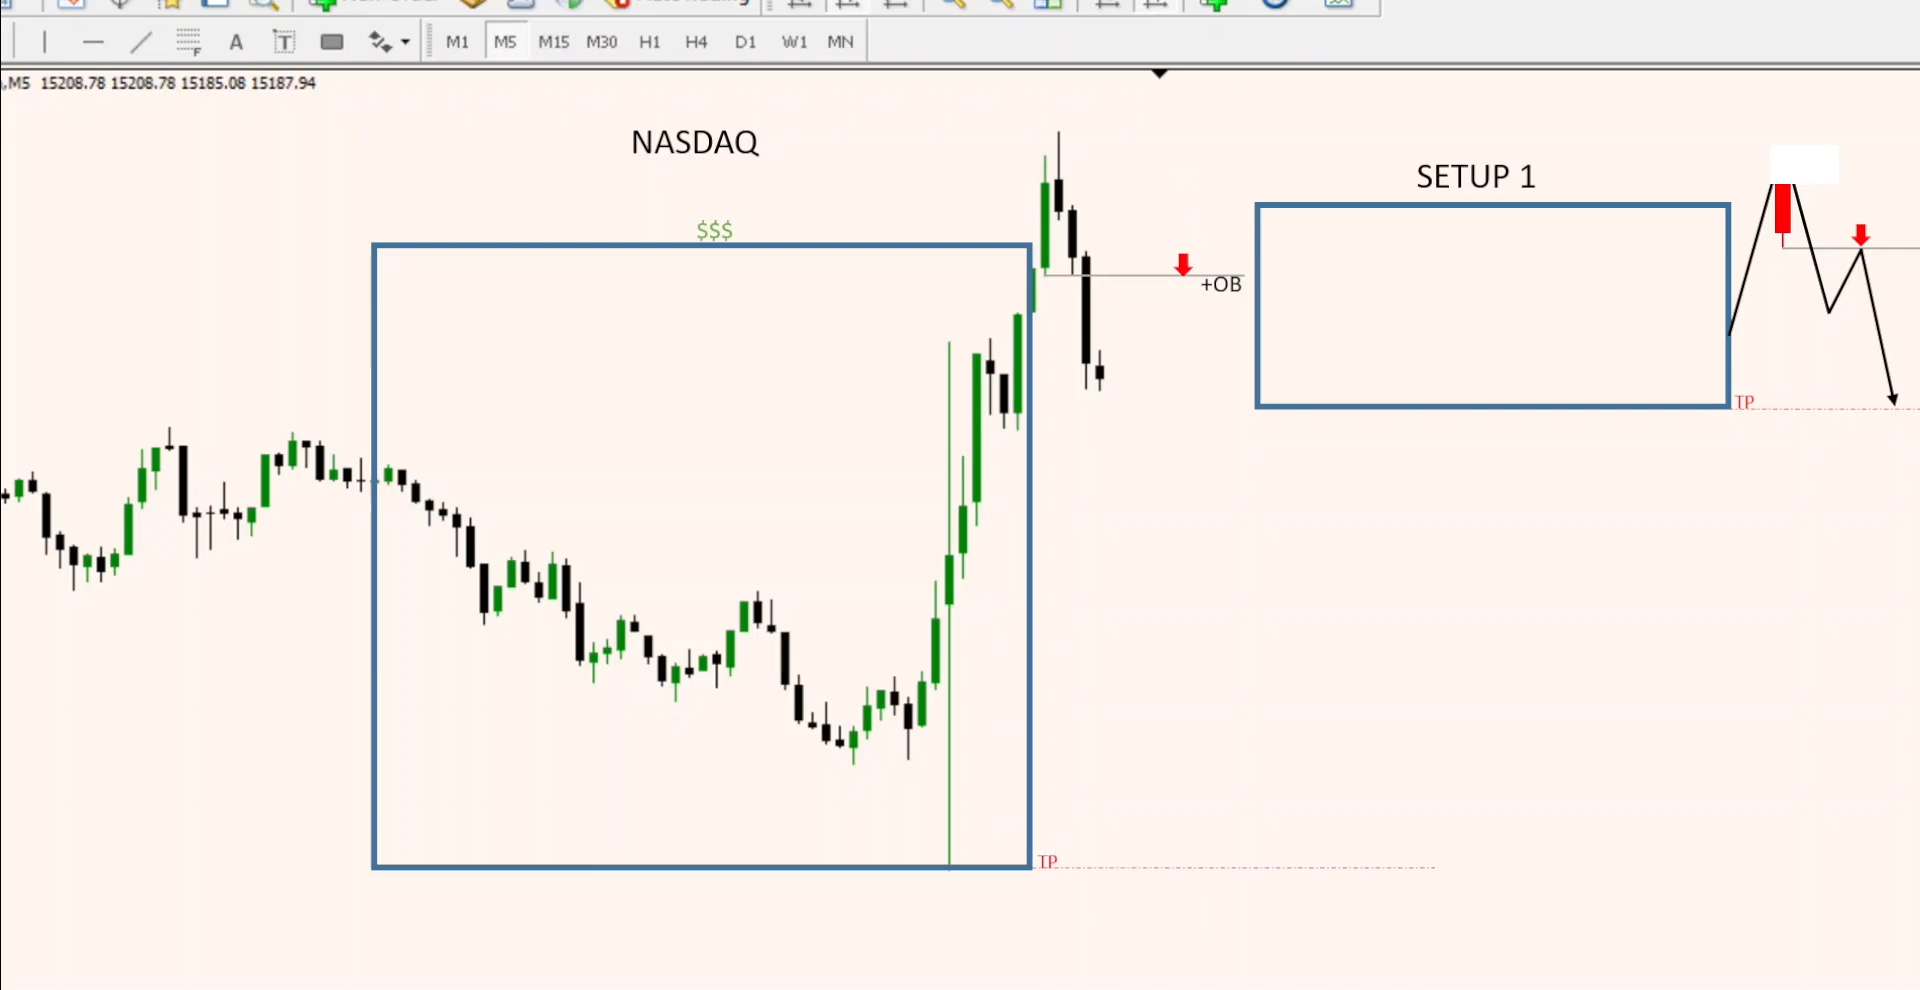 A T M1 M5 M15 M30 H1 H4 D1 W1 MN
,M5 15208.78 15208.78 15185.08 15187.94
NASDAQ
SETUP 1
$$$
+OB
TP
TP